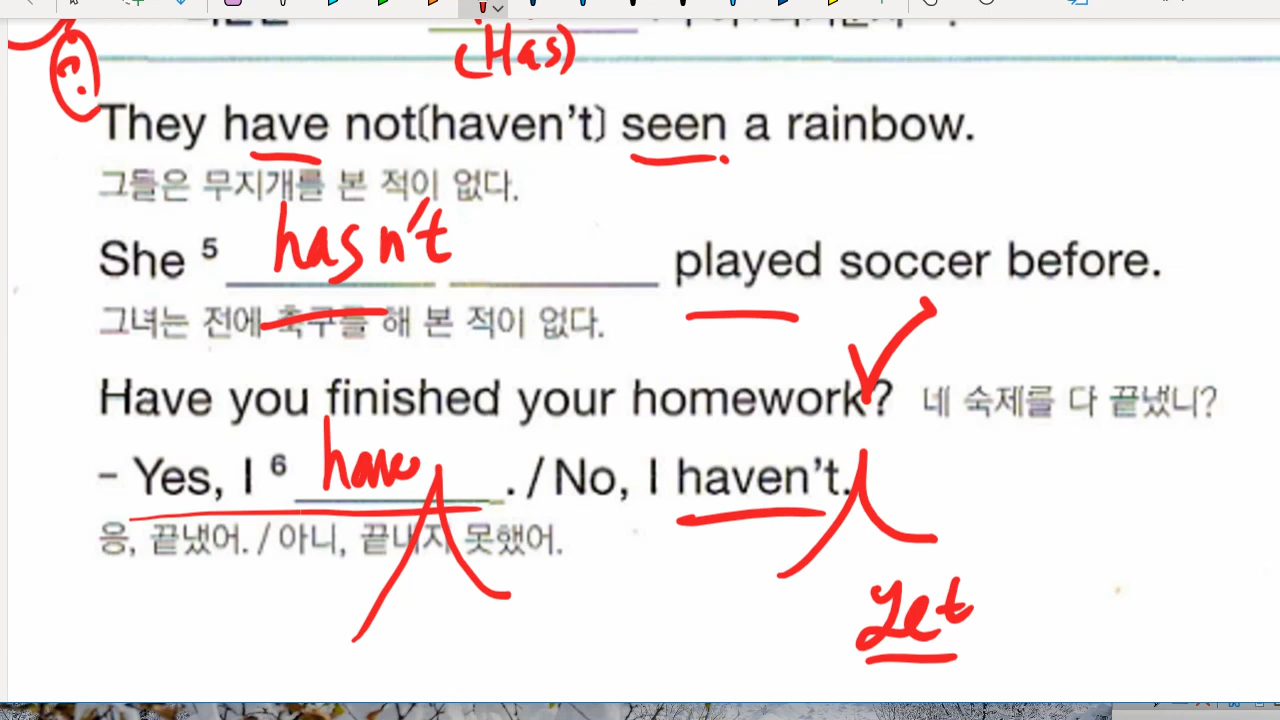 (Has)
?
They have not(haven't) seen a rainbow.
그들은 무지개를 본 적이 없다.
She 5 hasn't played soccer before.
그녀는 전에 축구를 해 본 적이 없다.
Have you finished your homework? 네 숙제를 다 끝냈니?
- Yes, I 6 have . / No, I haven't.
응, 끝냈어. / 아니, 끝내지 못했어.
yet